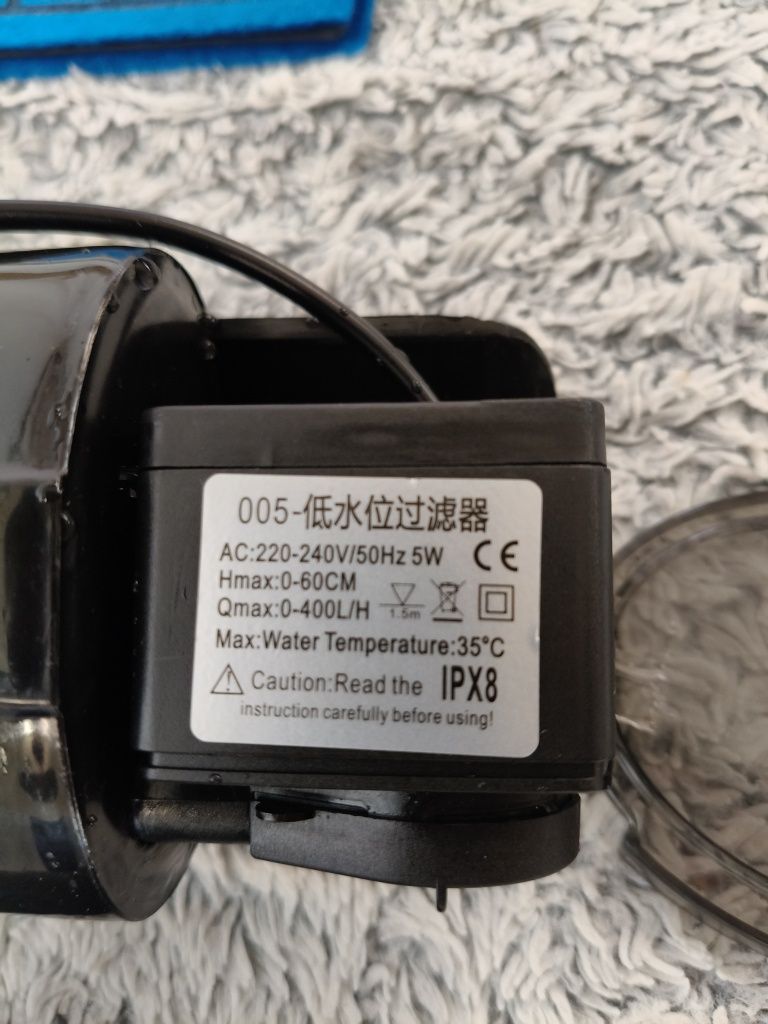 005-低水位过滤器
AC:220-240V/50Hz 5W CE
Hmax:0-60CM
Qmax:0-400L/H 1.5m
Max:Water Temperature:35°C
Caution:Read the IPX8
instruction carefully before using!